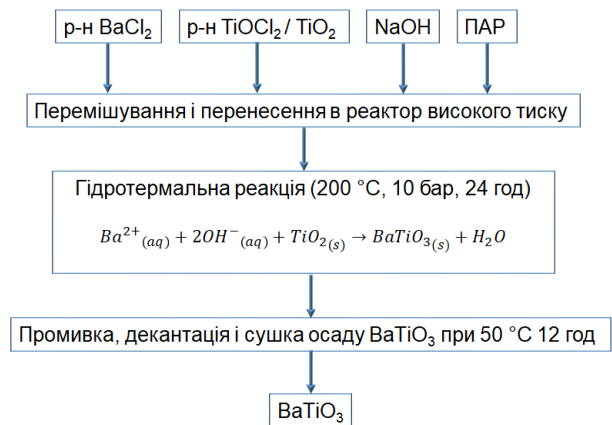 р-н BaCl₂
р-н TiOCl₂ / TiO₂
NaOH
ПАР
Перемішування і перенесення в реактор високого тиску
Гідротермальна реакція (200 °C, 10 бар, 24 год)
Ba²⁺₍aq₎ + 2OH⁻₍aq₎ + TiO₂₍s₎ → BaTiO₃₍s₎ + H₂O
Промивка, декантація і сушка осаду BaTiO₃ при 50 °C 12 год
BaTiO₃